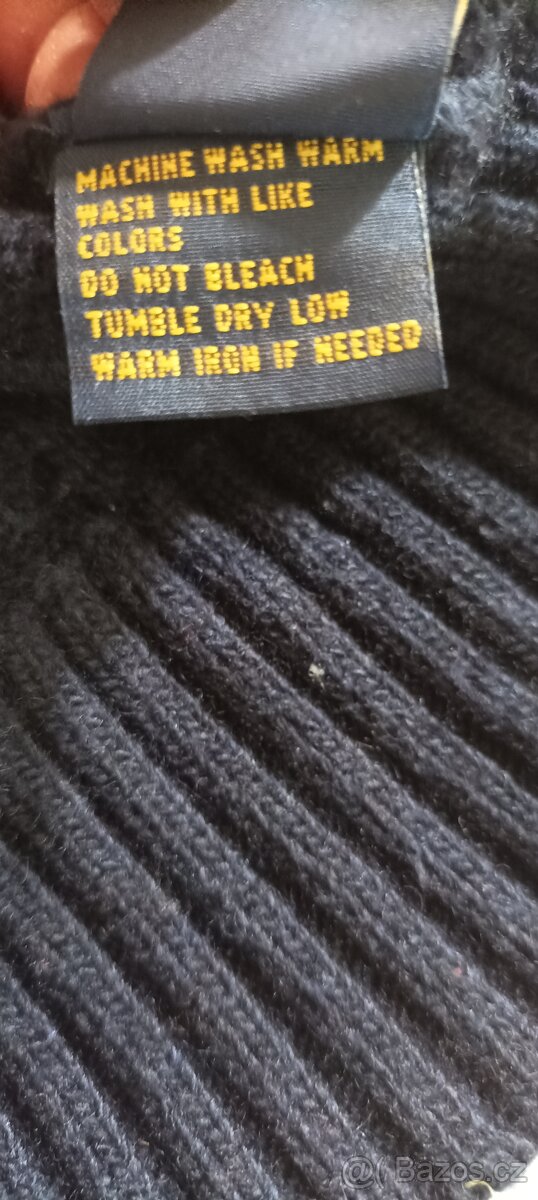 MACHINE WASH WARM
WASH WITH LIKE
COLORS
DO NOT BLEACH
TUMBLE DRY LOW
WARM IRON IF NEEDED
Bazos.cz